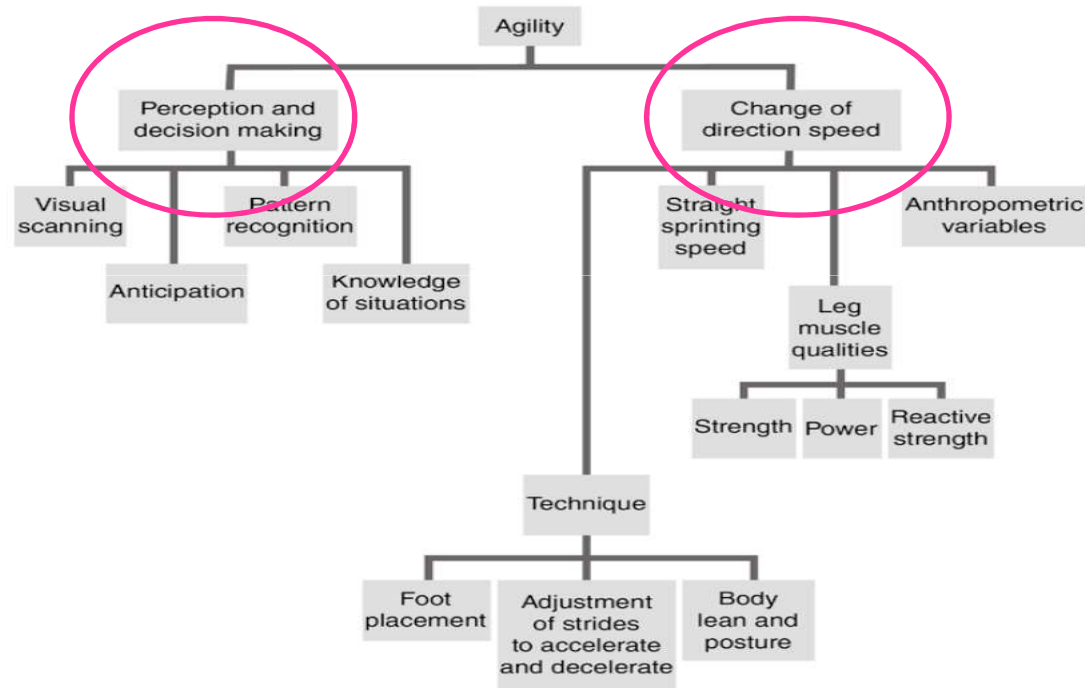 Agility
Perception and
decision making
Change of
direction speed
Visual
scanning
Pattern
recognition
Straight
sprinting
speed
Anthropometric
variables
Anticipation
Knowledge
of situations
Leg
muscle
qualities
Strength
Power
Reactive
strength
Technique
Foot
placement
Adjustment
of strides
to accelerate
and decelerate
Body
lean and
posture